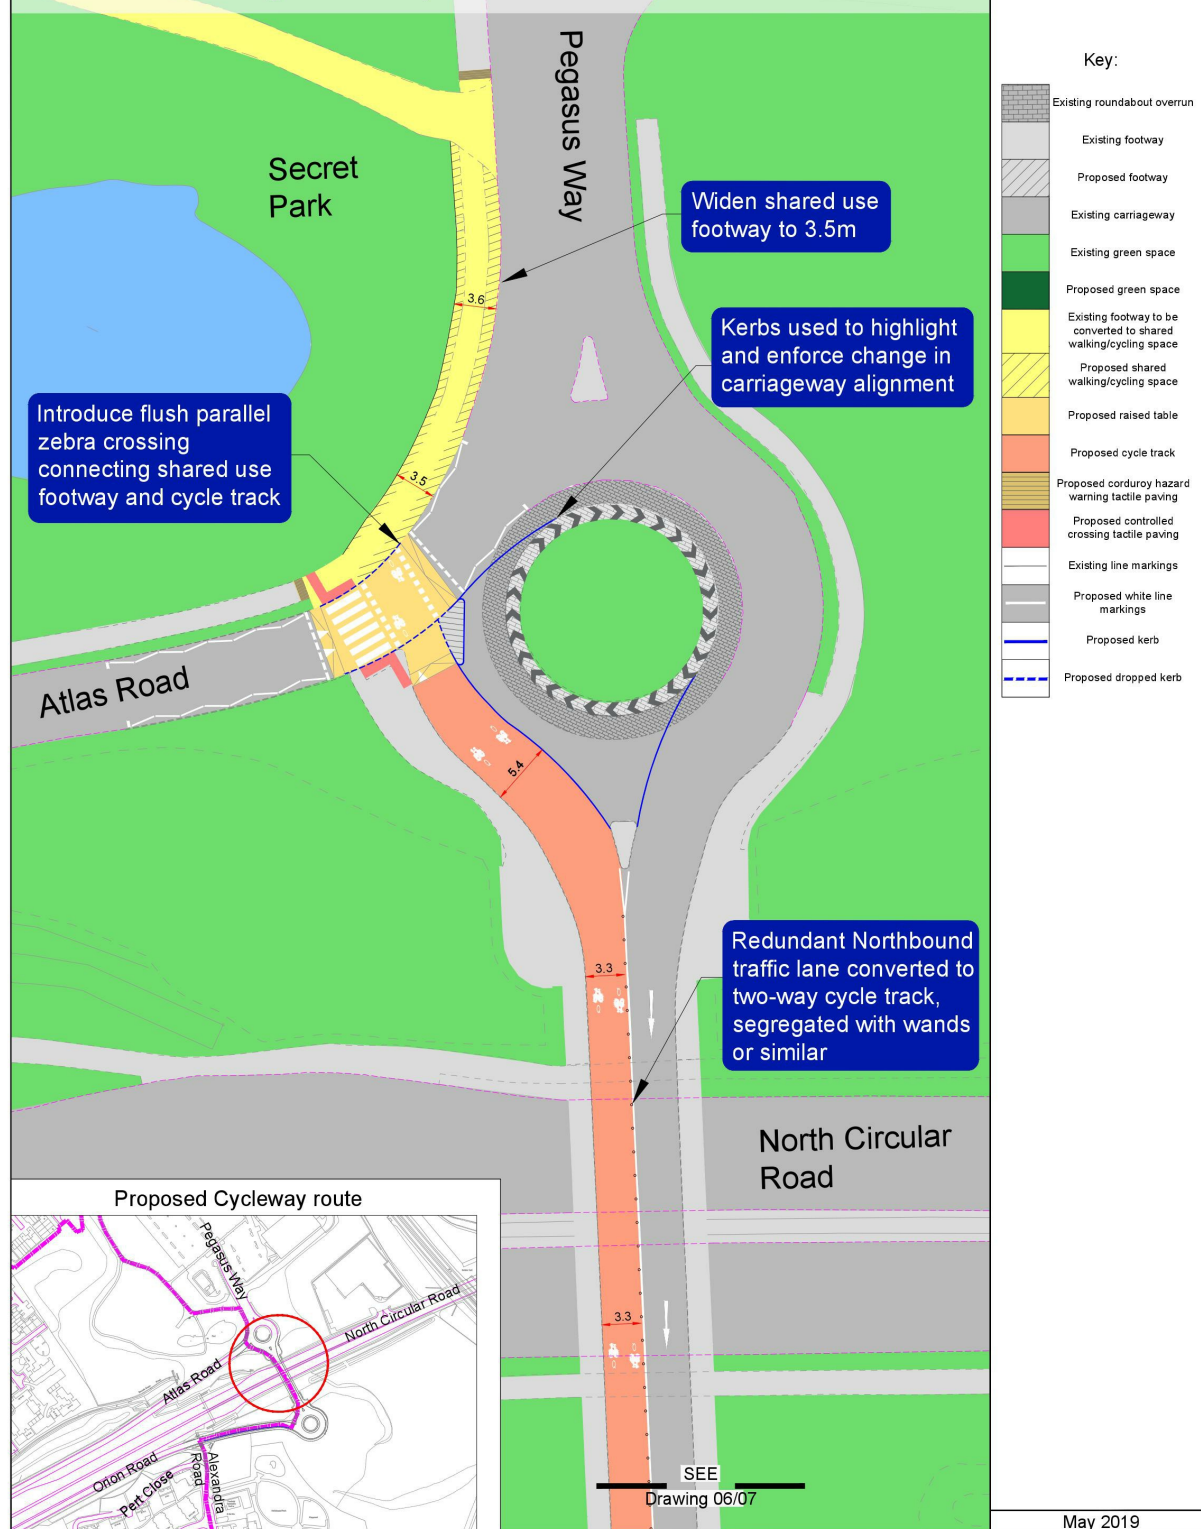 Pegasus Way
Key:
Existing roundabout overrun
Existing footway
Proposed footway
Existing carriageway
Existing green space
Proposed green space
Existing footway to be
converted to shared
walking/cycling space
Proposed shared
walking/cycling space
Proposed raised table
Proposed cycle track
Proposed corduroy hazard
warning tactile paving
Proposed controlled
crossing tactile paving
Existing line markings
Proposed white line
markings
Proposed kerb
Proposed dropped kerb
Secret
Park
Widen shared use
footway to 3.5m
3.6
Kerbs used to highlight
and enforce change in
carriageway alignment
Introduce flush parallel
zebra crossing
connecting shared use
footway and cycle track
3.5
Atlas Road
5.4
Redundant Northbound
traffic lane converted to
two-way cycle track,
segregated with wands
or similar
3.3
North Circular
Road
3.3
Proposed Cycleway route
Pegasus Way
North Circular Road
Atlas Road
Orion Road
Pert Close
Alexandra
Road
SEE
Drawing 06/07
May 2019